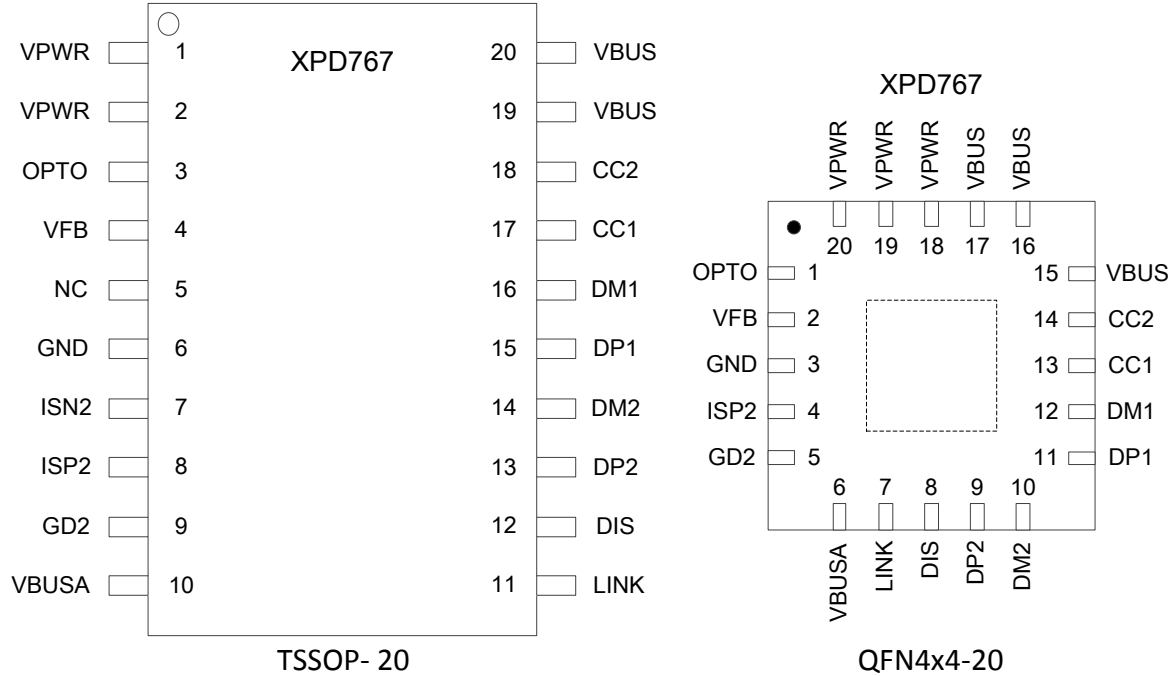 XPD767
VPWR 1 20 VBUS
VPWR 2 19 VBUS
OPTO 3 18 CC2
VFB 4 17 CC1
NC 5 16 DM1
GND 6 15 DP1
ISN2 7 14 DM2
ISP2 8 13 DP2
GD2 9 12 DIS
VBUSA 10 11 LINK
TSSOP- 20
XPD767
VPWR VPWR VPWR VBUS VBUS
20 19 18 17 16
OPTO 1 15 VBUS
VFB 2 14 CC2
GND 3 13 CC1
ISP2 4 12 DM1
GD2 5 11 DP1
6 7 8 9 10
VBUSA LINK DIS DP2 DM2
QFN4x4-20